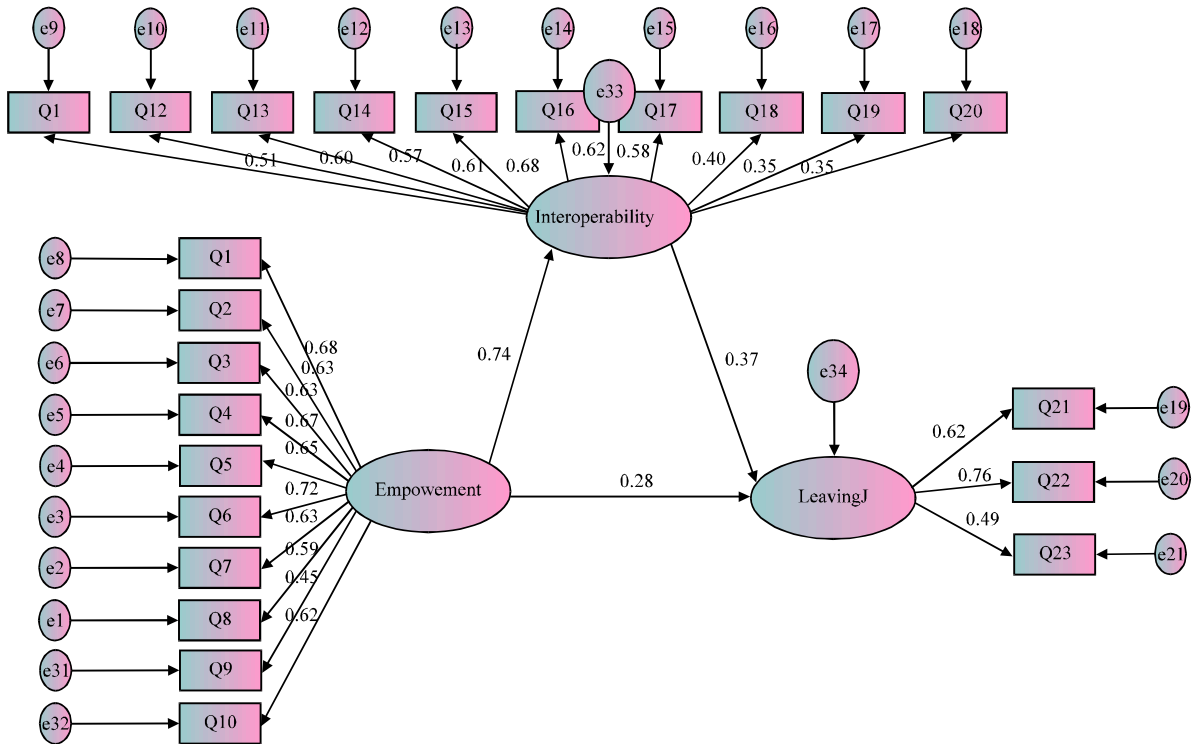 e9 e10 e11 e12 e13 e14 e15 e16 e17 e18
e33
Q1 Q12 Q13 Q14 Q15 Q16 Q17 Q18 Q19 Q20
0.51 0.60 0.57 0.61 0.68 0.62 0.58 0.40 0.35 0.35
Interoperability
e8 Q1
e7 Q2
e6 Q3
e5 Q4
e4 Q5
e3 Q6
e2 Q7
e1 Q8
e31 Q9
e32 Q10
0.68
0.63
0.63
0.67
0.65
0.72
0.63
0.59
0.45
0.62
Empowement
0.74
0.28
0.37
e34
LeavingJ
0.62
0.76
0.49
Q21 e19
Q22 e20
Q23 e21